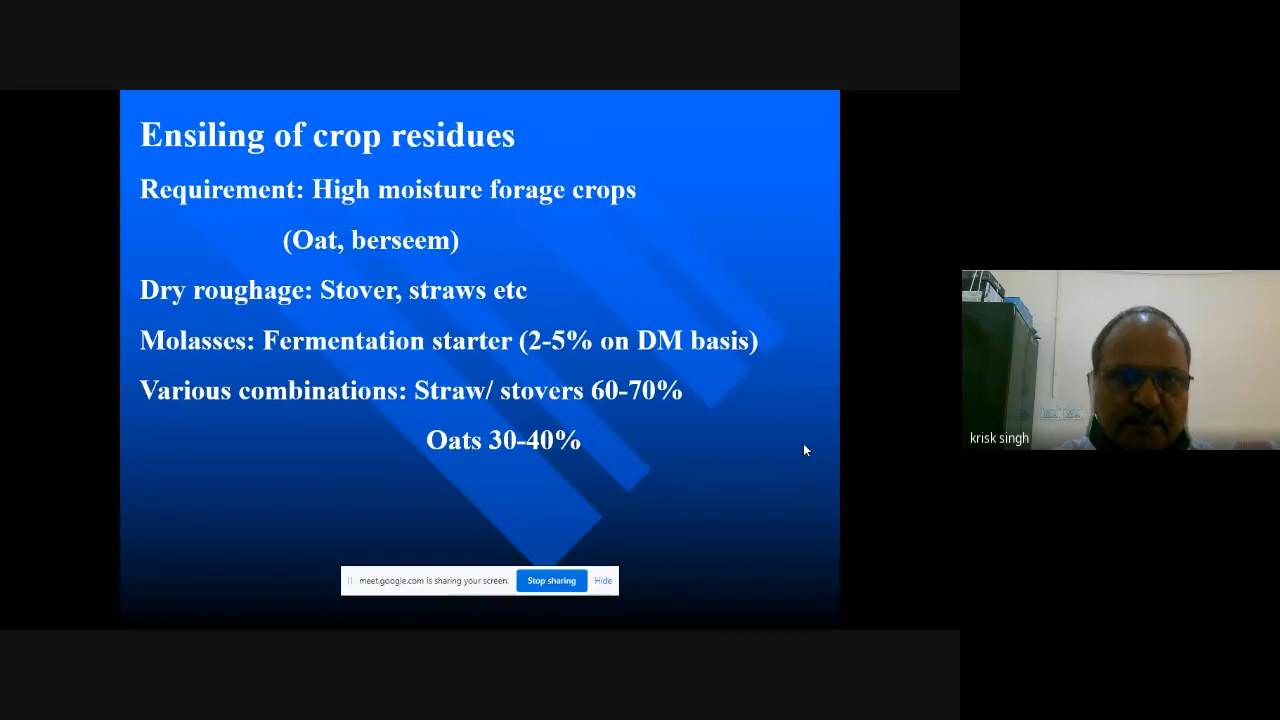 Ensiling of crop residues
Requirement: High moisture forage crops
(Oat, berseem)
Dry roughage: Stover, straws etc
Molasses: Fermentation starter (2-5% on DM basis)
Various combinations: Straw/ stovers 60-70%
Oats 30-40%
krisk singh
meet.google.com is sharing your screen. Stop sharing Hide